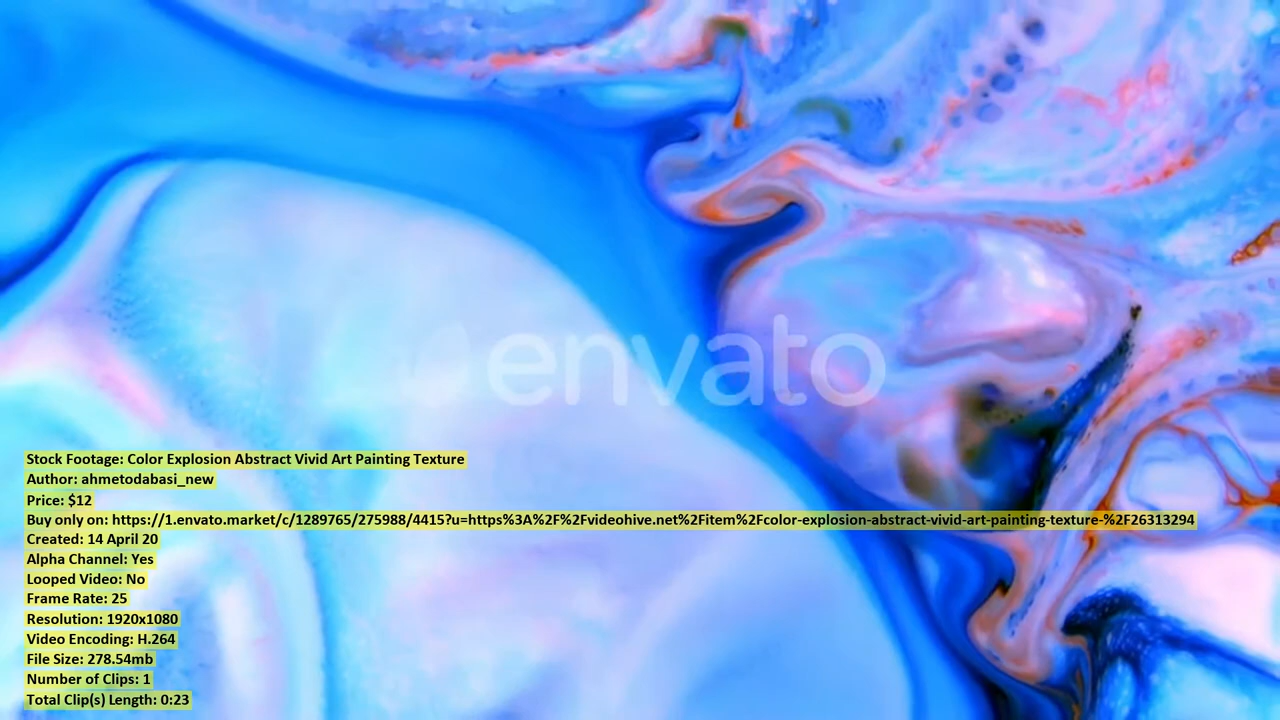 envato
Stock Footage: Color Explosion Abstract Vivid Art Painting Texture
Author: ahmetodabasi_new
Price: $12
Buy only on: https://1.envato.market/c/1289765/275988/4415?u=https%3A%2F%2Fvideohive.net%2Fitem%2Fcolor-explosion-abstract-vivid-art-painting-texture-%2F26313294
Created: 14 April 20
Alpha Channel: Yes
Looped Video: No
Frame Rate: 25
Resolution: 1920x1080
Video Encoding: H.264
File Size: 278.54mb
Number of Clips: 1
Total Clip(s) Length: 0:23